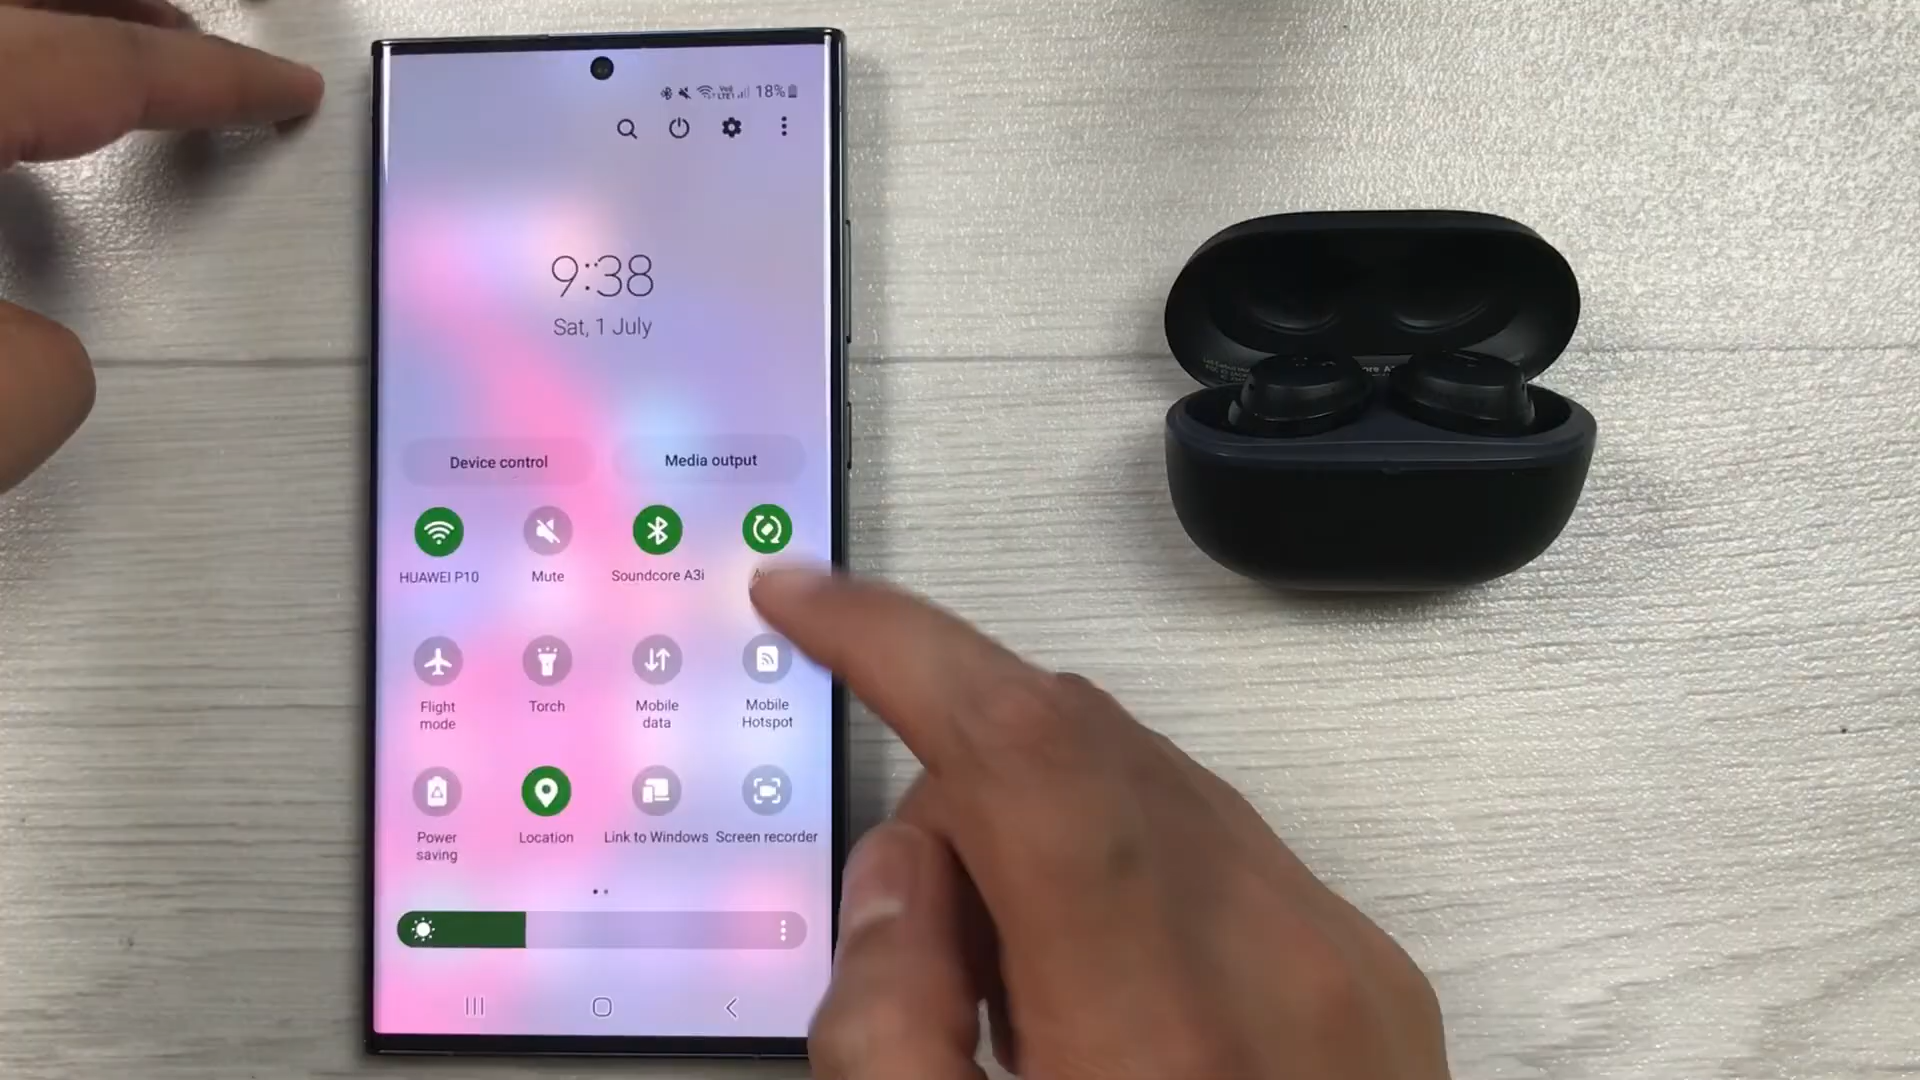 18%
9:38
Sat, 1 July
Device control
Media output
HUAWEI P10
Mute
Soundcore A3i
Flight
mode
Torch
Mobile
data
Mobile
Hotspot
Power
saving
Location
Link to Windows
Screen recorder